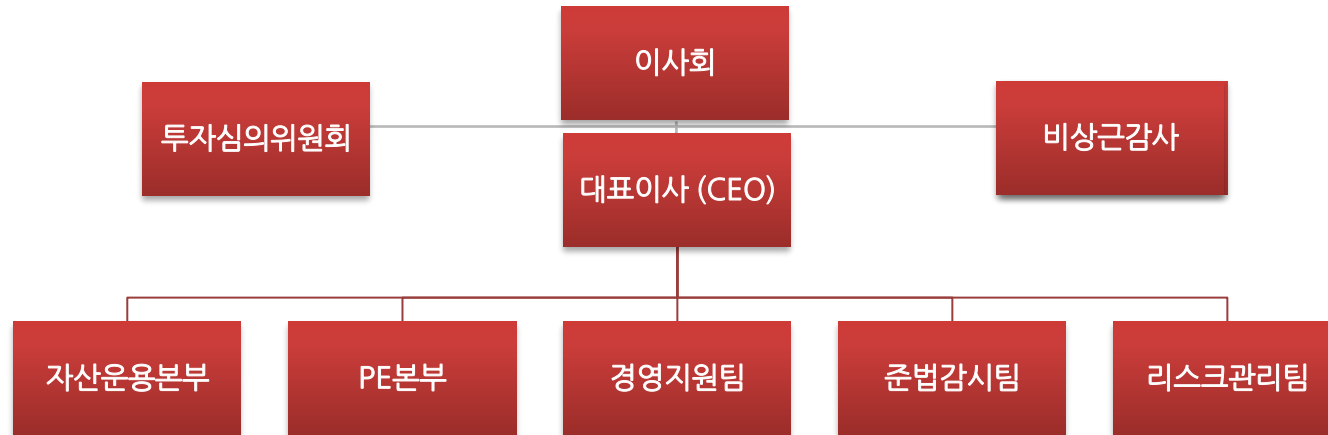 이사회
투자심의위원회
비상근감사
대표이사 (CEO)
자산운용본부
PE본부
경영지원팀
준법감시팀
리스크관리팀